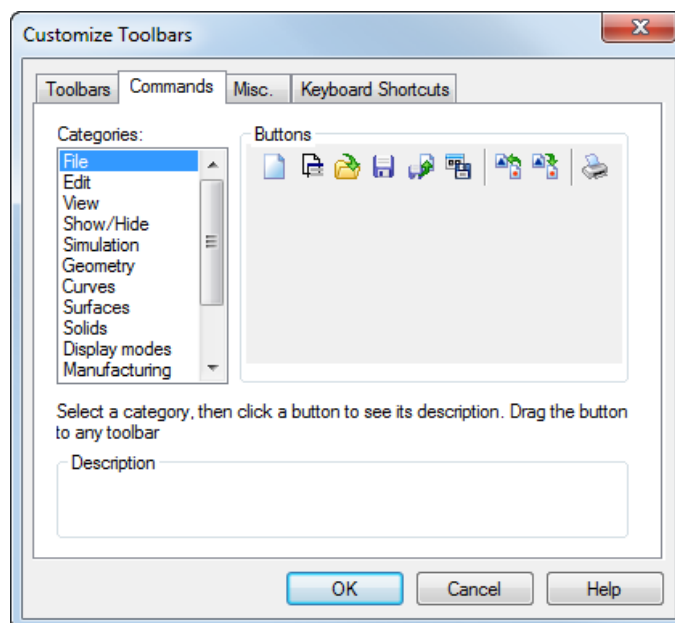 Customize Toolbars
Toolbars Commands Misc. Keyboard Shortcuts
Categories:
File
Edit
View
Show/Hide
Simulation
Geometry
Curves
Surfaces
Solids
Display modes
Manufacturing
Buttons
Select a category, then click a button to see its description. Drag the button
to any toolbar
Description
OK Cancel Help